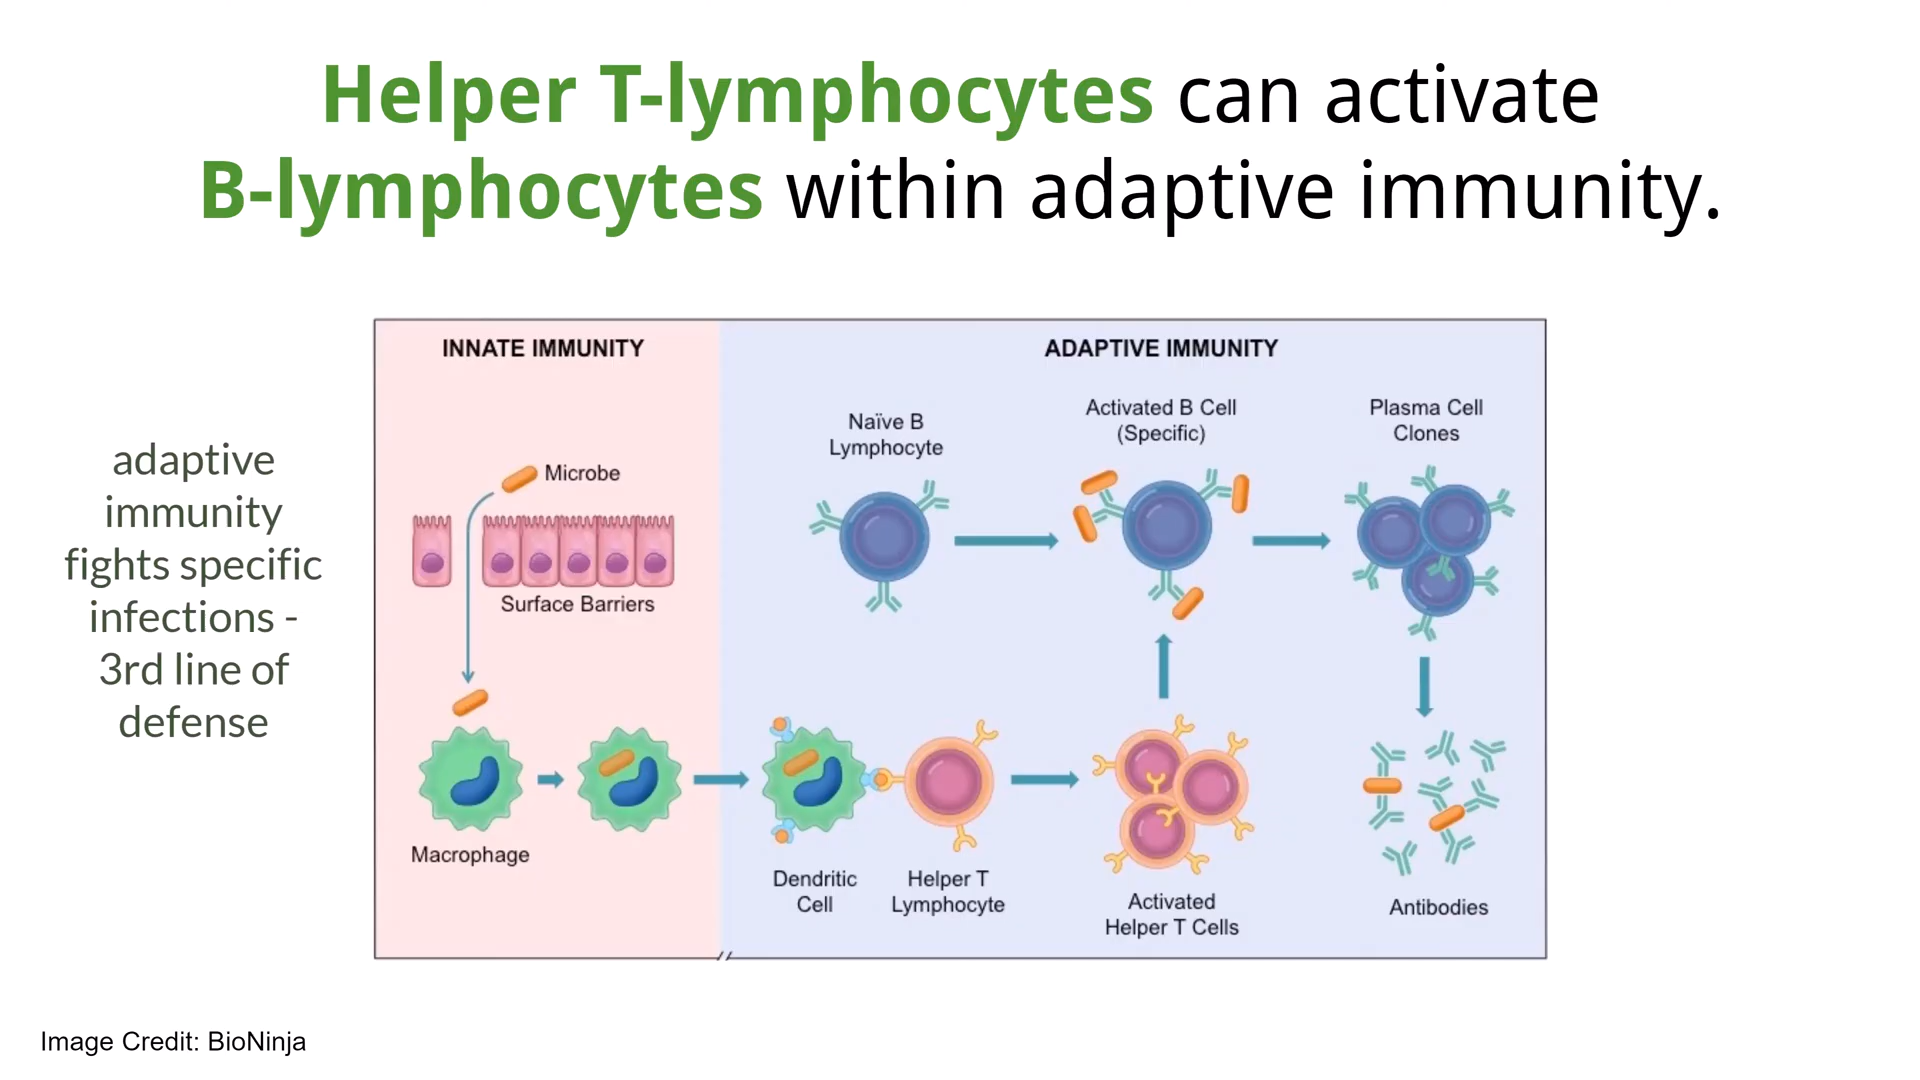 Helper T-lymphocytes can activate
B-lymphocytes within adaptive immunity.
adaptive
immunity
fights specific
infections -
3rd line of
defense
INNATE IMMUNITY
Microbe
Surface Barriers
Macrophage
ADAPTIVE IMMUNITY
Naïve B
Lymphocyte
Activated B Cell
(Specific)
Plasma Cell
Clones
Dendritic
Cell
Helper T
Lymphocyte
Activated
Helper T Cells
Antibodies
Image Credit: BioNinja